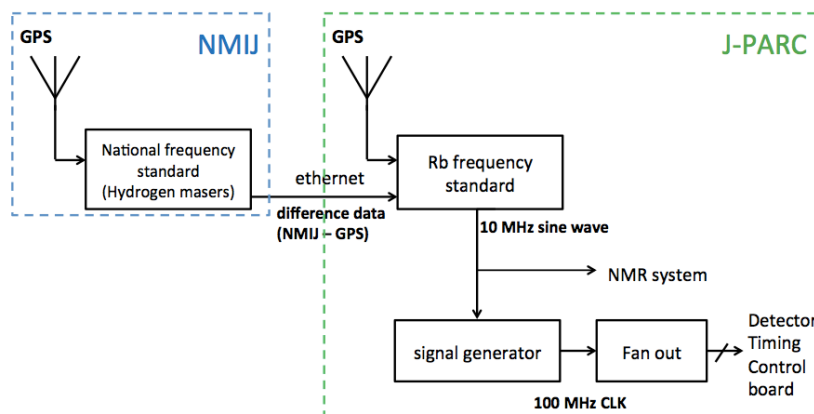 GPS
NMIJ
National frequency
standard
(Hydrogen masers)
ethernet
difference data
(NMIJ – GPS)
GPS
J-PARC
Rb frequency
standard
10 MHz sine wave
NMR system
signal generator
Fan out
100 MHz CLK
Detector
Timing
Control
board